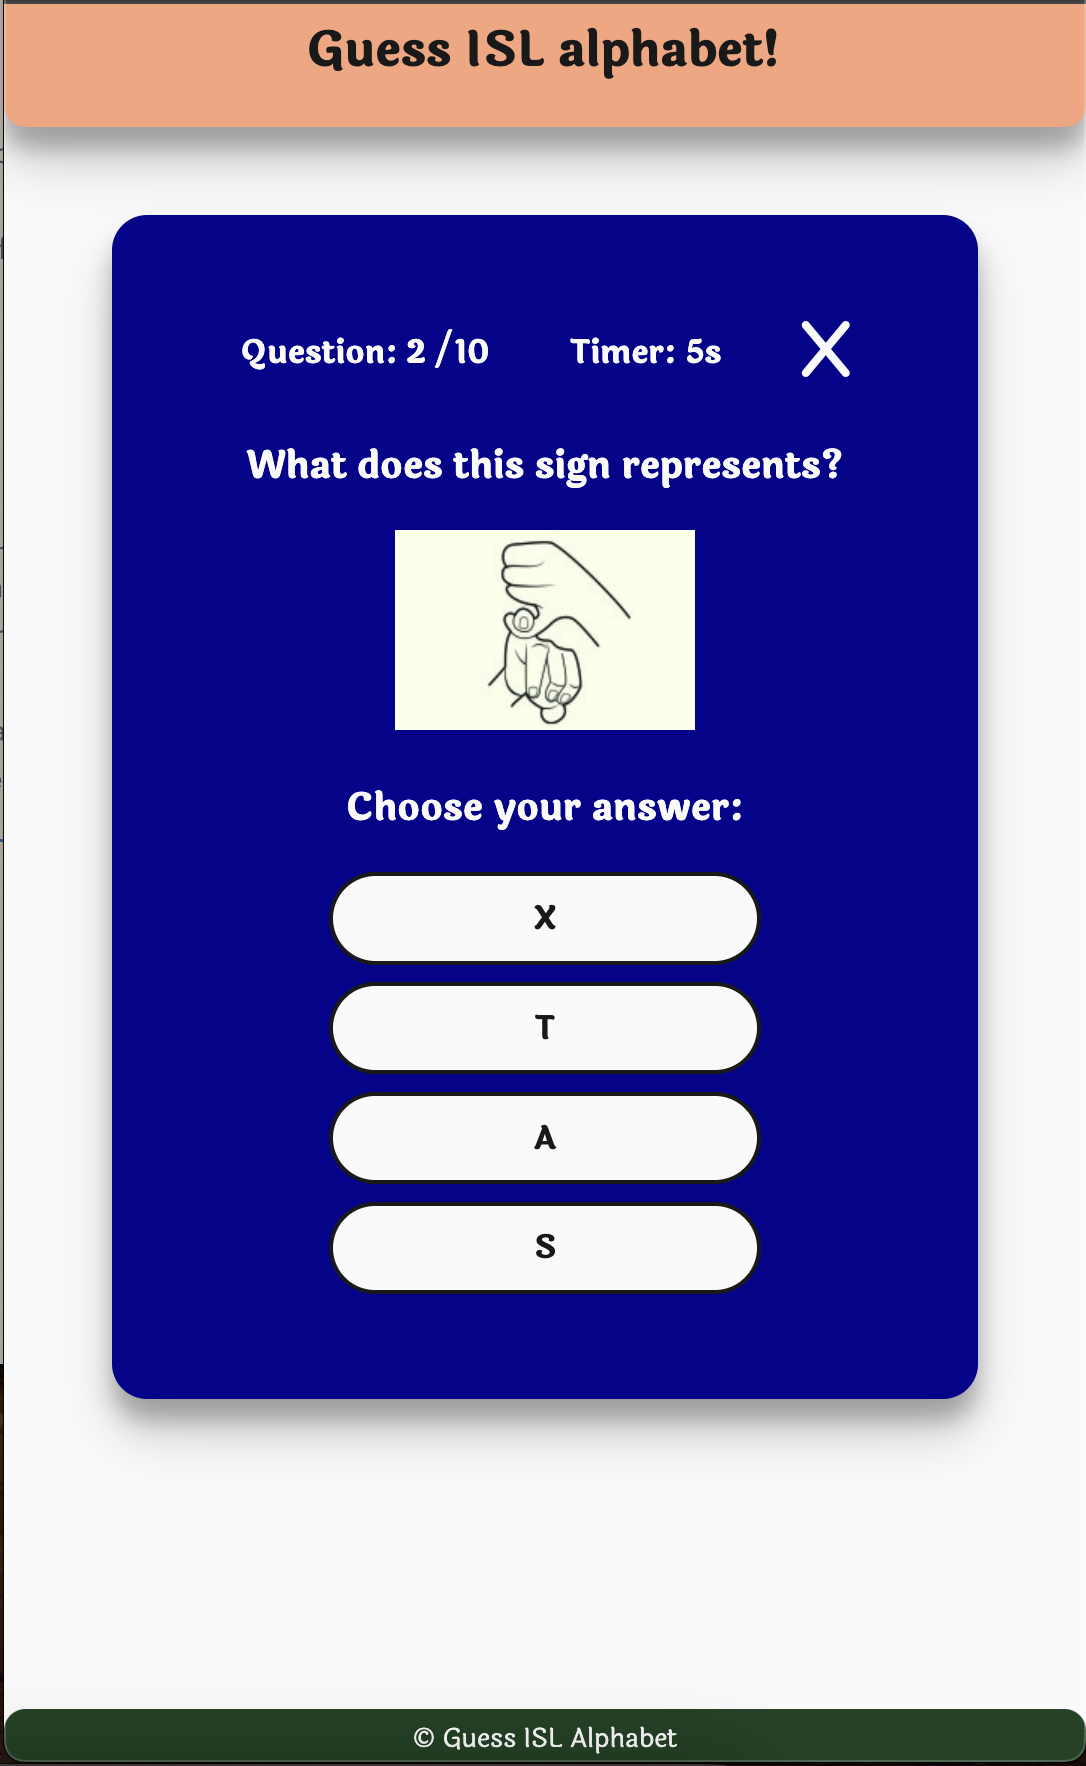 Guess ISL alphabet!
Question: 2 /10 Timer: 5s X
What does this sign represents?
Choose your answer:
X
T
A
S
© Guess ISL Alphabet